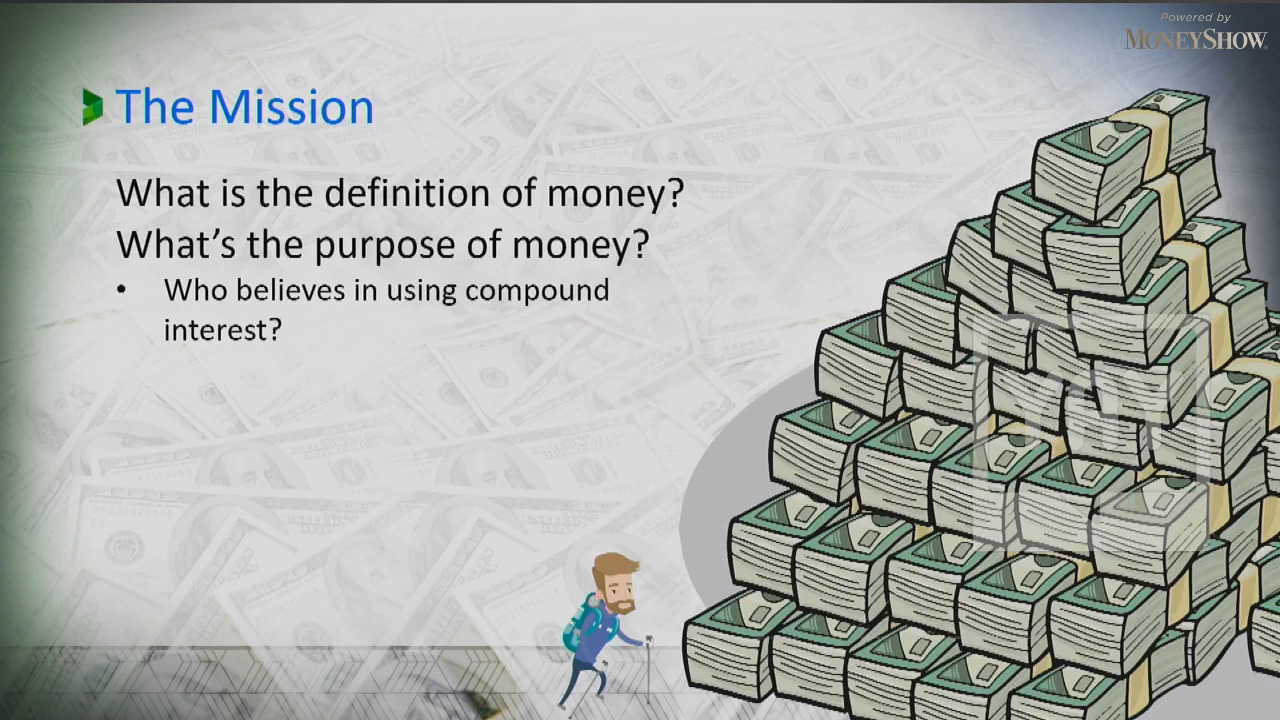 Powered by
MONEYSHOW
The Mission
What is the definition of money?
What’s the purpose of money?
• Who believes in using compound
interest?